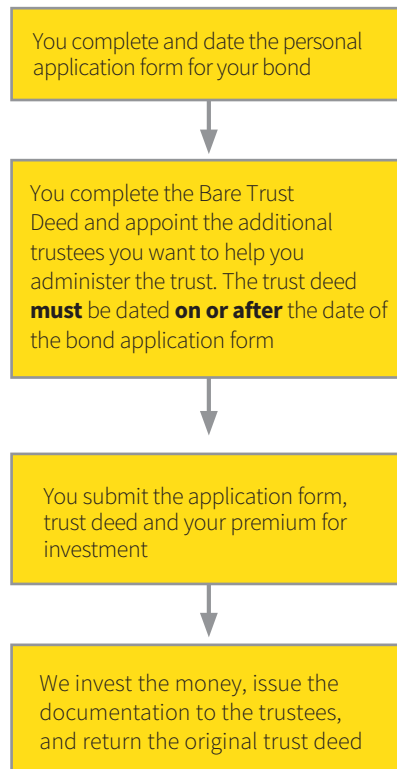 You complete and date the personal
application form for your bond
You complete the Bare Trust
Deed and appoint the additional
trustees you want to help you
administer the trust. The trust deed
must be dated on or after the date of
the bond application form
You submit the application form,
trust deed and your premium for
investment
We invest the money, issue the
documentation to the trustees,
and return the original trust deed